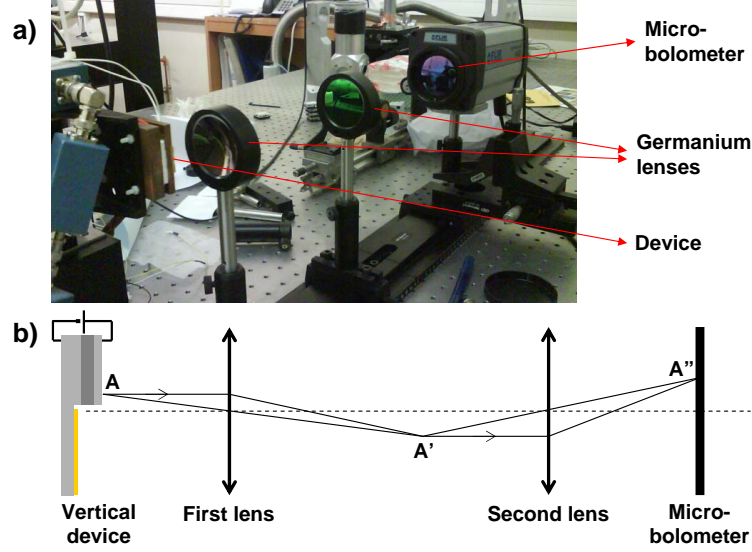 a)
Micro-
bolometer
Germanium
lenses
Device
b)
A
A'
A''
Vertical
device
First lens
Second lens
Micro-
bolometer